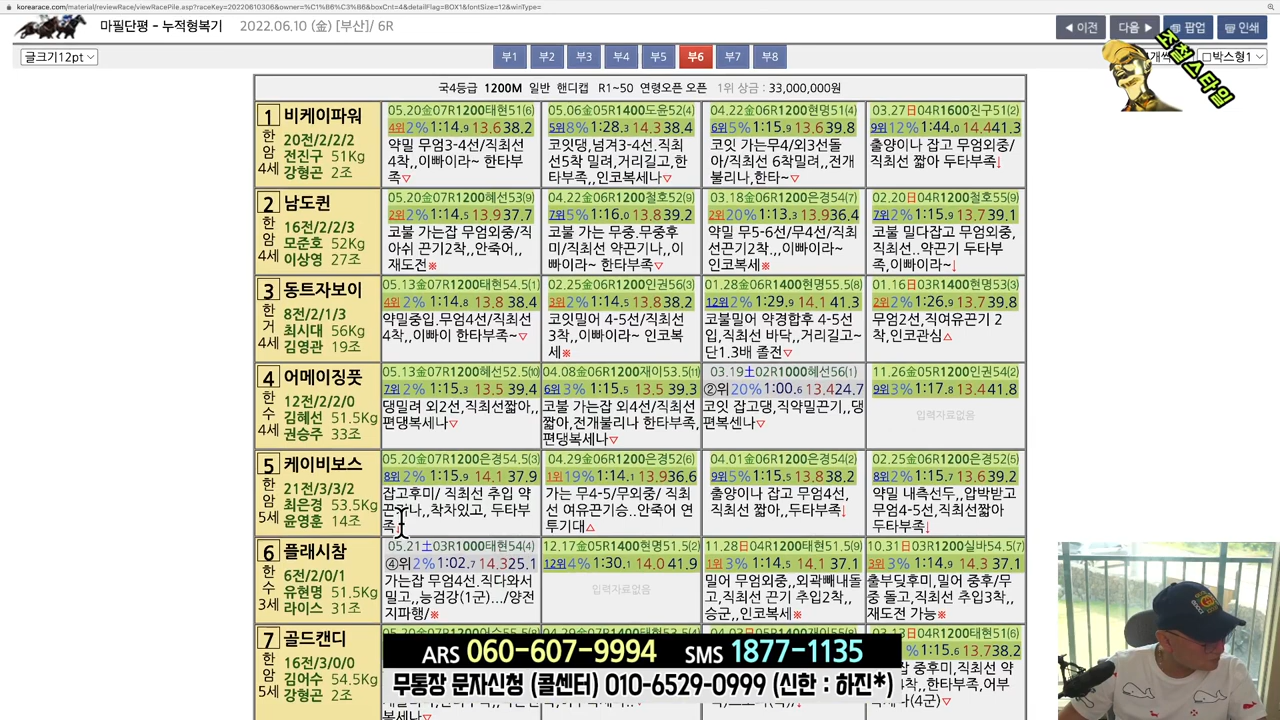 korearace.com/material/reviewRace/viewRacePile.asp?raceKey=20220610306&owner=%C1%B6%C3%B6&boxCnt=4&detailFlag=BOX1&fontSize=12&winType=
마필단평 - 누적형복기 2022.06.10 (金) [부산]/ 6R
◀ 이전 다음 ▶ 팝업 인쇄
글크기12pt
부1 부2 부3 부4 부5 부6 부7 부8
□박스형1
조철스타일
국4등급 1200M 일반 핸디캡 R1~50 연령오픈 오픈 1위 상금 : 33,000,000원
1 비케이파워
한 암 4세
20전/2/2/2
전진구 51Kg
강형곤 2조
05.20金07R1200태현51(6)
4위 2% 1:14.9 13.6 38.2
약밀 무엄3-4선/직최선
4착,,이빠이라~ 한타부
족▽
05.06金05R1400도윤52(4)
5위 8% 1:28.3 14.3 38.4
코잇댕,넘겨3-4선.직최
선5착 밀려,거리길고,한
타부족,,인코복세나▽
04.22金06R1200현명51(4)
6위 5% 1:15.9 13.6 39.8
코잇 가는무4/외3선돌
아/직최선 6착밀려,,전개
불리나,한타~▽
03.27日04R1600진구51(2)
9위 12% 1:44.0 14.4 41.3
출양이나 잡고 무엄외중/
직최선 짧아 두타부족↓
2 남도퀸
한 암 4세
16전/2/2/3
모준호 52Kg
이상영 27조
05.20金07R1200혜선53(9)
2위 2% 1:14.5 13.9 37.7
코불 가는잡 무엄외중/직
아쉬 끈기2착,,안죽어,,
재도전※
04.22金06R1200철호52(9)
7위 5% 1:16.0 13.8 39.2
코불 가는 무중.무중후
미/직최선 약끈기나,,이
빠이라~ 한타부족▽
03.18金06R1200은경54(7)
2위 20% 1:13.3 13.9 36.4
약밀 무5-6선/무4선/직최
선끈기2착.,,이빠이라~
인코복세※
02.20日04R1200철호55(9)
7위 2% 1:15.9 13.7 39.1
코불 밀다잡고 무엄외중,
직최선..약끈기 두타부
족,이빠이라~↓
3 동트자보이
한 거 4세
8전/2/1/3
최시대 56Kg
김영관 19조
05.13金07R1200태현54.5(1)
4위 2% 1:14.8 13.8 38.4
약밀중입.무엄4선/직최선
4착,,이빠이 한타부족~▽
02.25金06R1200인권56(3)
3위 2% 1:14.5 13.8 38.2
코잇밀어 4-5선/직최선
3착,,이빠이라~ 인코복
세※
01.28金06R1400현명55.5(8)
12위 2% 1:29.9 14.1 41.3
코불밀어 약경합후 4-5선
입,직최선 바닥,,거리길고~
단1.3배 졸전▽
01.16日03R1400현명53(3)
2위 2% 1:26.9 13.7 39.8
무엄2선,직여유끈기 2
착,인코관심△
4 어메이징풋
한 수 4세
12전/2/2/0
김혜선 51.5Kg
권승주 33조
05.13金07R1200혜선52.5(10)
7위 2% 1:15.3 13.5 39.4
댕밀려 외2선,직최선짧아,,
편댕복세나▽
04.08金06R1200재이53.5(11)
6위 3% 1:15.5 13.5 39.3
코불 가는잡 외4선/직최선
짧아,전개불리나 한타부족,
편댕복세나▽
03.19土02R1000혜선56(1)
②위 20% 1:00.6 13.4 24.7
코잇 잡고댕,직약밀끈기,,댕
편복센나▽
11.26金05R1200인권54(2)
9위 3% 1:17.8 13.4 41.8
입력자료없음
5 케이비보스
한 암 5세
21전/3/3/2
최은경 53.5Kg
윤영훈 14조
05.20金07R1200은경54.5(3)
8위 2% 1:15.9 14.1 37.9
잡고후미/ 직최선 추입 약
끈기나,,착차있고, 두타부
족↓
04.29金06R1200은경52(6)
1위 19% 1:14.1 13.9 36.6
가는 무4-5/무외중/ 직최
선 여유끈기승..안죽어 연
투기대△
04.01金06R1200은경54(2)
9위 5% 1:15.5 13.8 38.2
출양이나 잡고 무엄4선,
직최선 짧아,,두타부족↓
02.25金06R1200은경52(5)
8위 2% 1:15.7 13.6 39.2
약밀 내측선두,,압박받고
무엄4-5선,직최선짧아
두타부족↓
6 플래시참
한 수 3세
6전/2/0/1
유현명 51.5Kg
라이스 31조
05.21土03R1000태현54(4)
④위 2% 1:02.7 14.3 25.1
가는잡 무엄4선.직다와서
밀고,,능검강(1군).../양전
지파행/※
12.17金05R1400현명51.5(2)
12위 4% 1:30.1 14.0 41.9
입력자료없음
11.28日04R1200태현51.5(9)
1위 3% 1:14.5 14.1 37.1
밀어 무엄외중,,외곽빼내돌
고,직최선 끈기 추입2착,,
승군,,인코복세※
10.31日03R1200실바54.5(7)
3위 3% 1:14.9 14.3 37.1
출부딪후미,밀어 중후/무
중 돌고,직최선 추입3착,,
재도전 가능※
7 골드캔디
한 암 5세
16전/3/0/0
김어수 54.5Kg
강형곤 2조
ARS 060-607-9994 SMS 1877-1135
무통장 문자신청 (콜센터) 010-6529-0999 (신한 : 하진*)